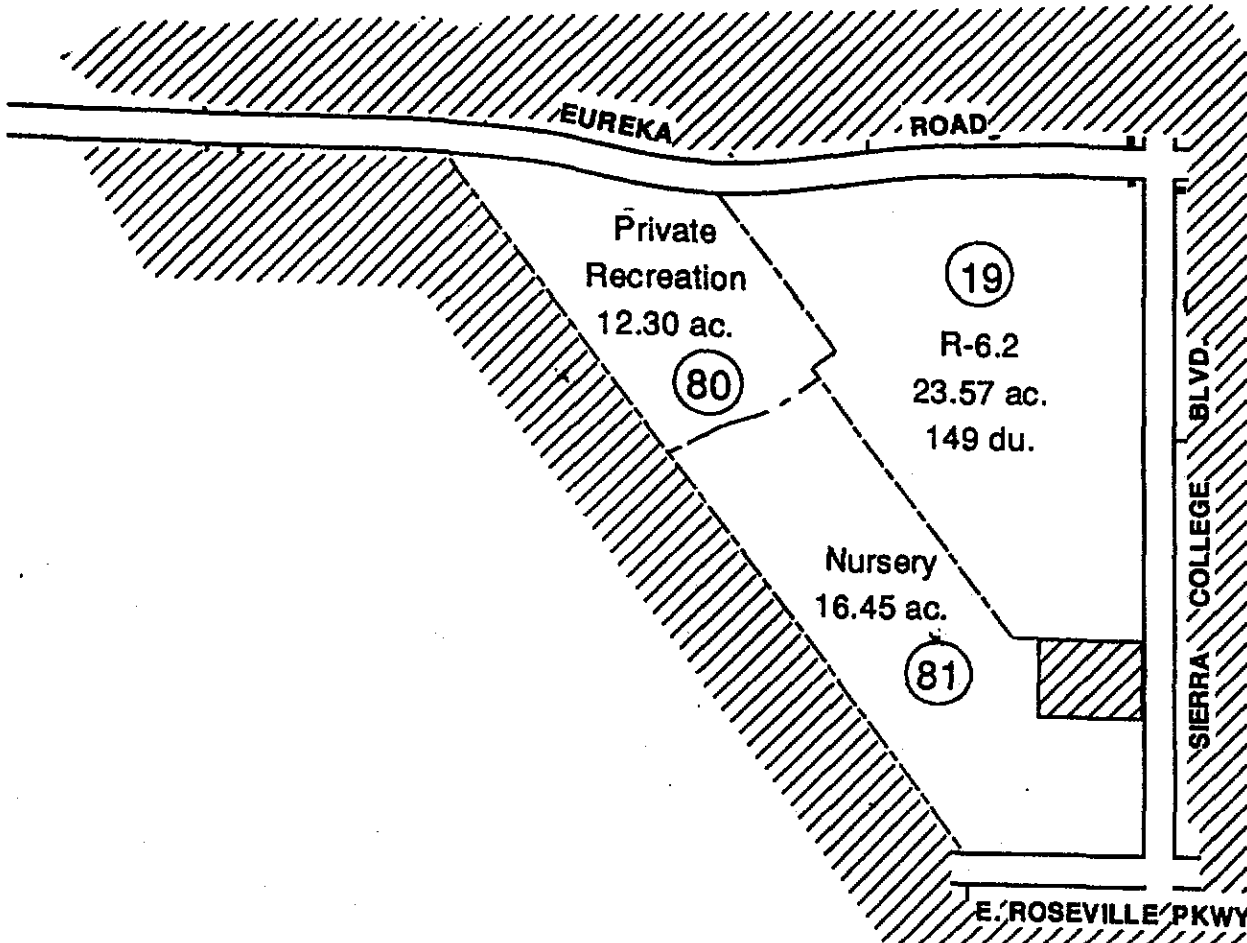 EUREKA ROAD
Private
Recreation
12.30 ac.
80
19
R-6.2
23.57 ac.
149 du.
Nursery
16.45 ac.
81
SIERRA COLLEGE BLVD.
E. ROSEVILLE PKWY